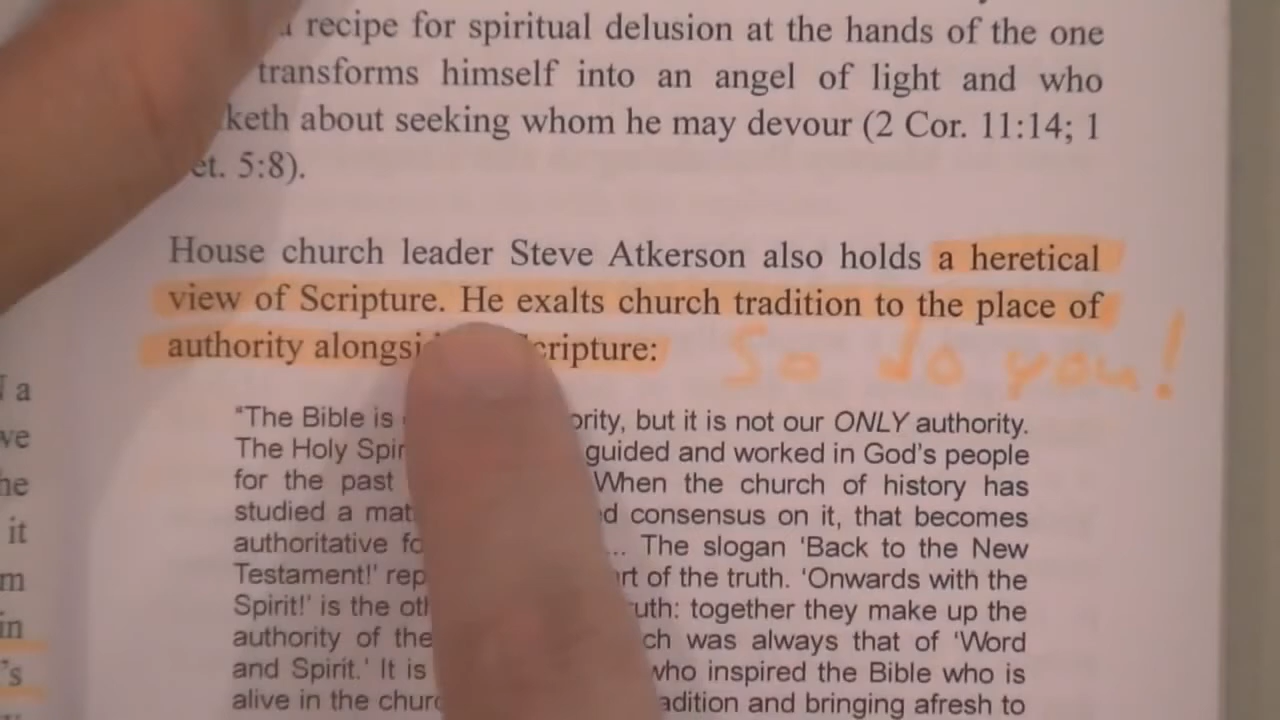 recipe for spiritual delusion at the hands of the one
transforms himself into an angel of light and who
keth about seeking whom he may devour (2 Cor. 11:14; 1
et. 5:8).
House church leader Steve Atkerson also holds a heretical
view of Scripture. He exalts church tradition to the place of
authority alongsi cripture: So do you!
"The Bible is ority, but it is not our ONLY authority.
The Holy Spir guided and worked in God's people
for the past When the church of history has
studied a mat d consensus on it, that becomes
authoritative fo ... The slogan 'Back to the New
Testament!' rep rt of the truth. 'Onwards with the
Spirit!' is the oth uth: together they make up the
authority of the ch was always that of 'Word
and Spirit.' It is who inspired the Bible who is
alive in the churc adition and bringing afresh to
a
ve
he
it
m
in
's